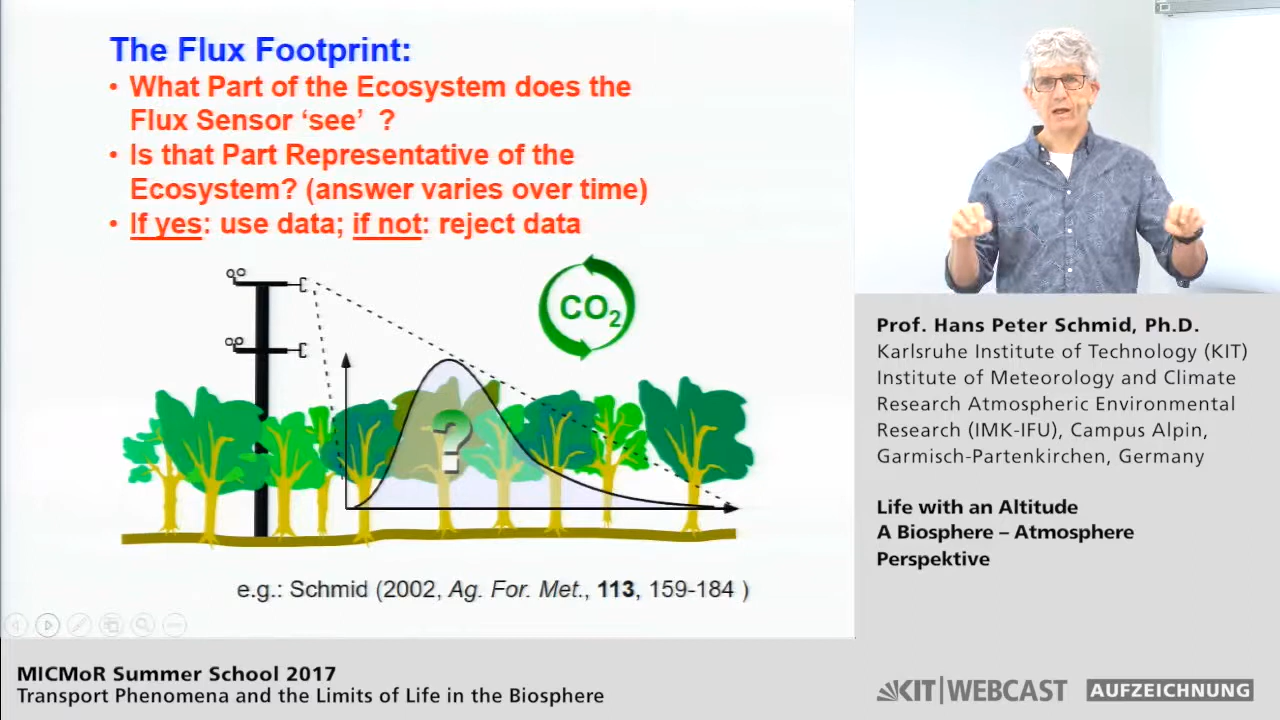 The Flux Footprint:
• What Part of the Ecosystem does the
Flux Sensor ‘see’ ?
• Is that Part Representative of the
Ecosystem? (answer varies over time)
• If yes: use data; if not: reject data
CO2
?
e.g.: Schmid (2002, Ag. For. Met., 113, 159-184 )
Prof. Hans Peter Schmid, Ph.D.
Karlsruhe Institute of Technology (KIT)
Institute of Meteorology and Climate
Research Atmospheric Environmental
Research (IMK-IFU), Campus Alpin,
Garmisch-Partenkirchen, Germany
Life with an Altitude
A Biosphere – Atmosphere
Perspektive
MICMoR Summer School 2017
Transport Phenomena and the Limits of Life in the Biosphere
KIT|WEBCAST
AUFZEICHNUNG